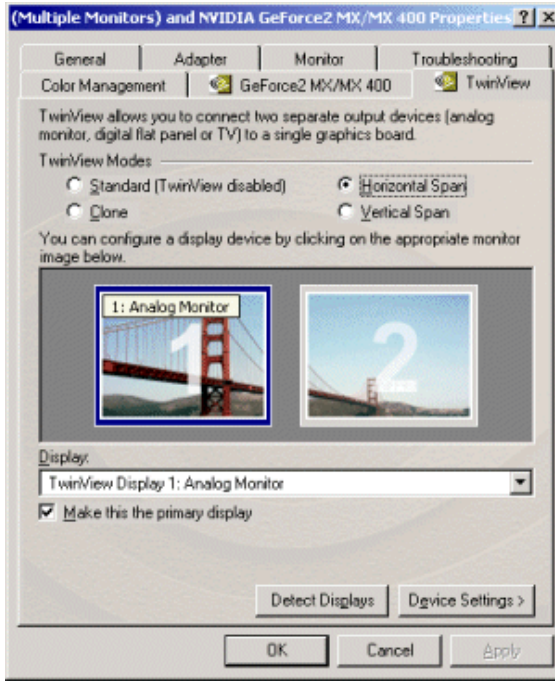 (Multiple Monitors) and NVIDIA GeForce2 MX/MX 400 Properties
General Adapter Monitor Troubleshooting
Color Management GeForce2 MX/MX 400 TwinView
TwinView allows you to connect two separate output devices (analog
monitor, digital flat panel or TV) to a single graphics board.
TwinView Modes
Standard (TwinView disabled) Horizontal Span
Clone Vertical Span
You can configure a display device by clicking on the appropriate monitor
image below.
1: Analog Monitor
1 2
Display:
TwinView Display 1: Analog Monitor
Make this the primary display
Detect Displays Device Settings >
OK Cancel Apply